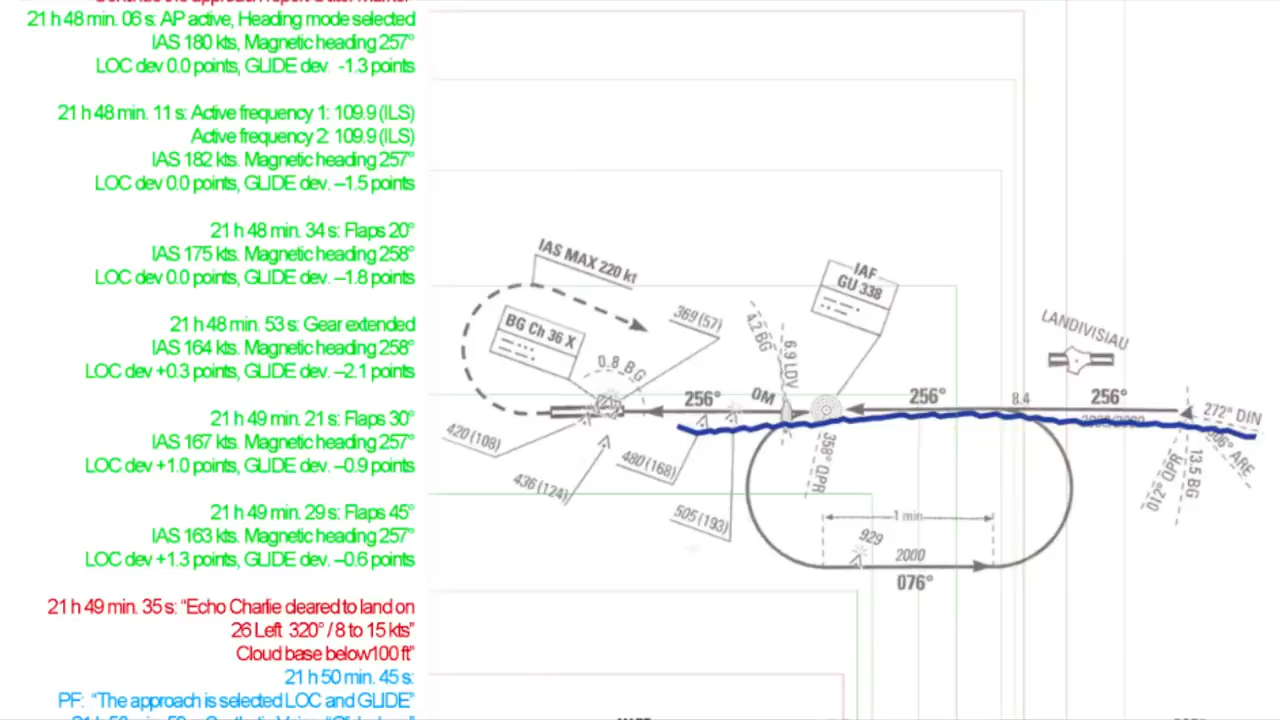 21 h 48 min. 06 s: AP active, Heading mode selected
IAS 180 kts, Magnetic heading 257°
LOC dev 0.0 points, GLIDE dev. -1.3 points
21 h 48 min. 11 s: Active frequency 1: 109.9 (ILS)
Active frequency 2: 109.9 (ILS)
IAS 182 kts. Magnetic heading 257°
LOC dev 0.0 points, GLIDE dev. –1.5 points
21 h 48 min. 34 s: Flaps 20°
IAS 175 kts. Magnetic heading 258°
LOC dev 0.0 points, GLIDE dev. –1.8 points
21 h 48 min. 53 s: Gear extended
IAS 164 kts. Magnetic heading 258°
LOC dev +0.3 points, GLIDE dev. –2.1 points
21 h 49 min. 21 s: Flaps 30°
IAS 167 kts. Magnetic heading 257°
LOC dev +1.0 points, GLIDE dev. –0.9 points
21 h 49 min. 29 s: Flaps 45°
IAS 163 kts. Magnetic heading 257°
LOC dev +1.3 points, GLIDE dev. –0.6 points
21 h 49 min. 35 s: “Echo Charlie cleared to land on
26 Left 320° / 8 to 15 kts”
Cloud base below100 ft”
21 h 50 min. 45 s:
PF: “The approach is selected LOC and GLIDE”
IAS MAX 220 kt
IAF
GU 338
BG Ch 36 X
369 (57)
4.2 BG
6.9 LDV
LANDIVISIAU
0.8 BG
256°
OM
256°
8.4
256°
272° DIN
306° ARE
420 (108)
480 (168)
436 (124)
505 (193)
358° QPR
012° QPR
13.5 BG
1 min
929
2000
076°